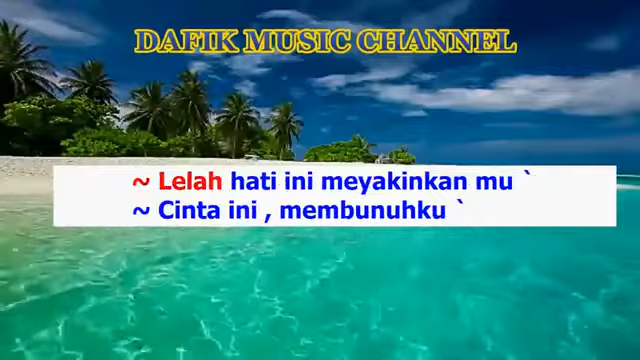 DAFIK MUSIC CHANNEL
~ Lelah hati ini meyakinkan mu `
~ Cinta ini , membunuhku `